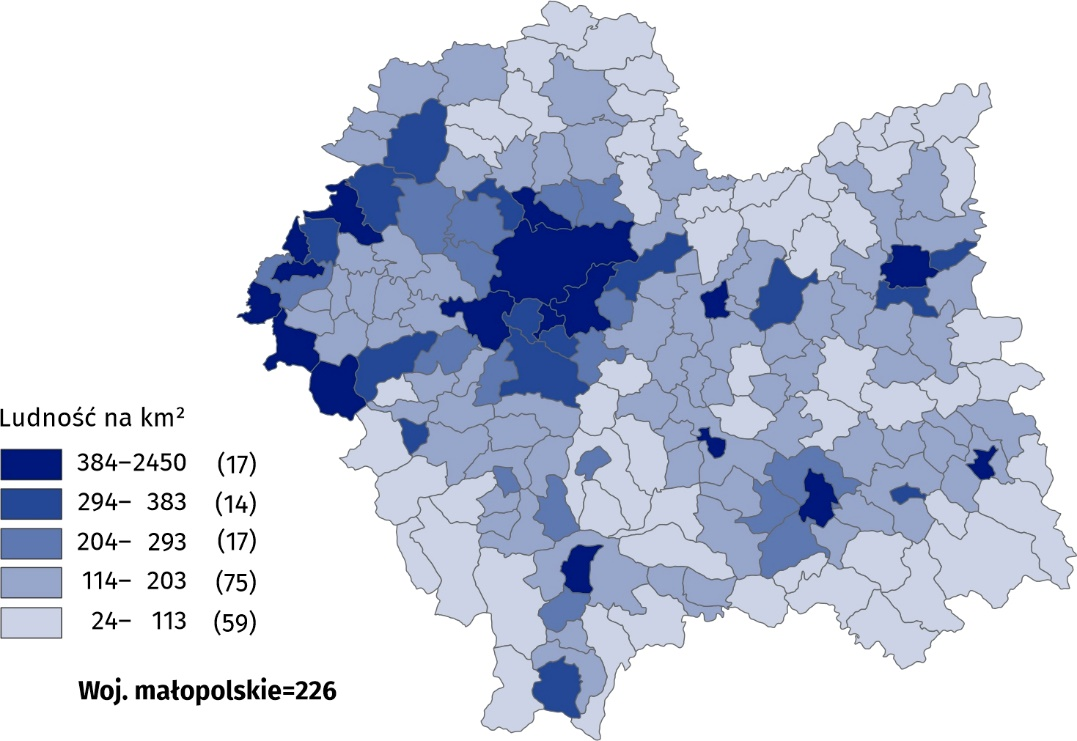 Ludność na km²
384–2450 (17)
294– 383 (14)
204– 293 (17)
114– 203 (75)
24– 113 (59)
Woj. małopolskie=226